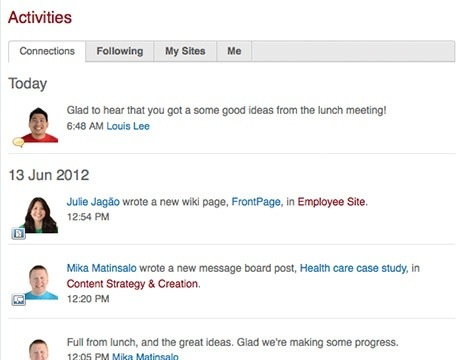 Activities
Connections Following My Sites Me
Today
Glad to hear that you got a some good ideas from the lunch meeting!
6:48 AM Louis Lee
13 Jun 2012
Julie Jagão wrote a new wiki page, FrontPage, in Employee Site.
12:54 PM
Mika Matinsalo wrote a new message board post, Health care case study, in
Content Strategy & Creation.
12:20 PM
Full from lunch, and the great ideas. Glad we're making some progress.
12:05 PM Mika Matinsalo